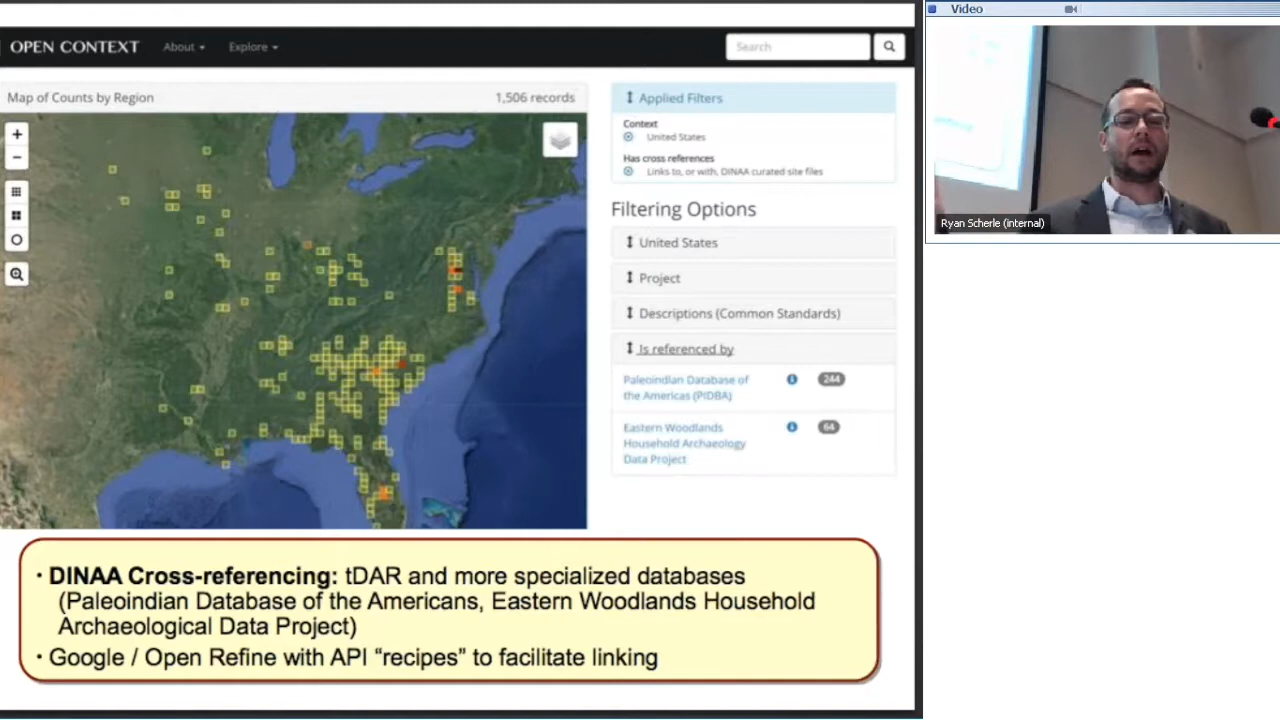 OPEN CONTEXT About Explore Search
Map of Counts by Region 1,506 records
Applied Filters
Context
United States
Has cross references
Links to, or with, DINAA curated site files
Filtering Options
United States
Project
Descriptions (Common Standards)
Is referenced by
Paleoindian Database of
the Americas (PIDBA)
244
Eastern Woodlands
Household Archaeology
Data Project
64
· DINAA Cross-referencing: tDAR and more specialized databases
(Paleoindian Database of the Americans, Eastern Woodlands Household
Archaeological Data Project)
· Google / Open Refine with API “recipes” to facilitate linking
Video
Ryan Scherle (internal)